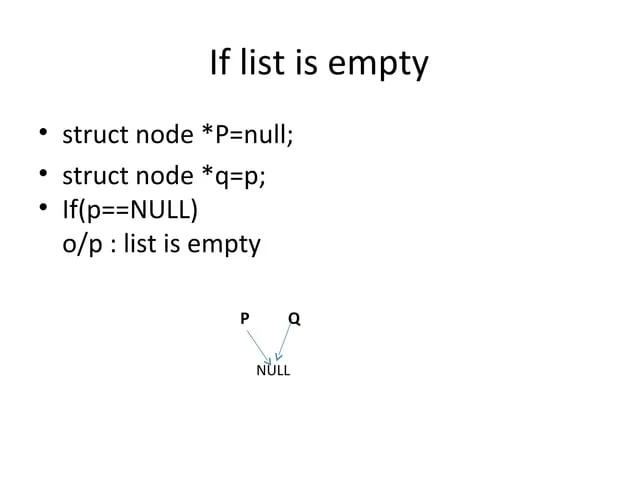 If list is empty
• struct node *P=null;
• struct node *q=p;
• If(p==NULL)
o/p : list is empty
P Q
NULL